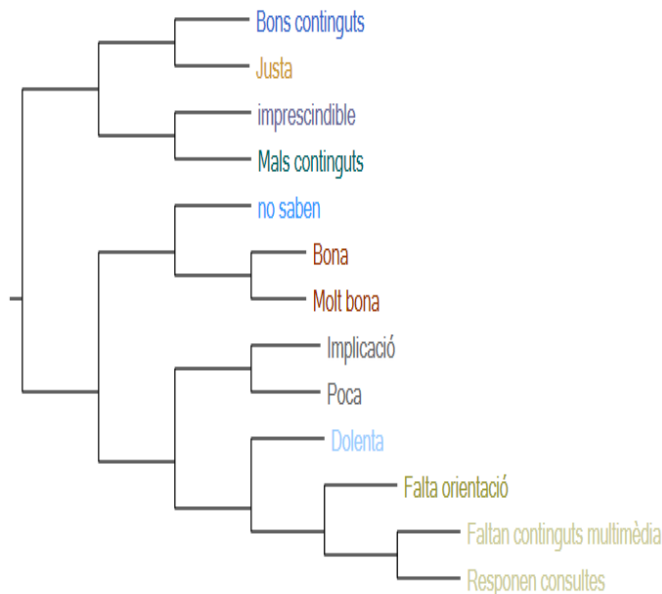 Bons continguts
Justa
imprescindible
Mals continguts
no saben
Bona
Molt bona
Implicació
Poca
Dolenta
Falta orientació
Faltan continguts multimèdia
Responen consultes